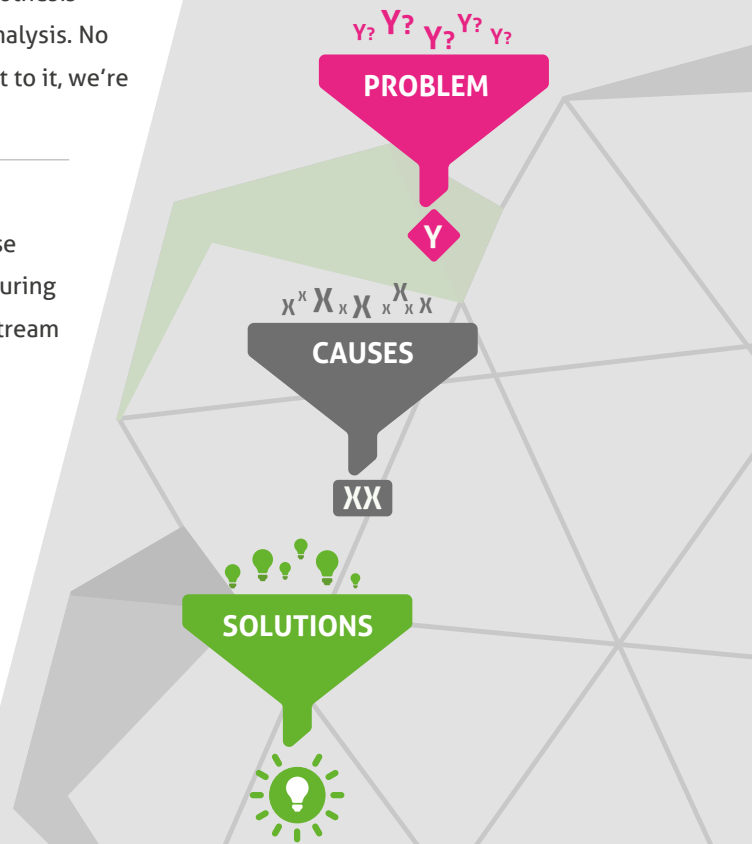 nalysis. No
t to it, we're
se
uring
tream
Y? Y? Y? Y? Y?
PROBLEM
Y
X X X X X X X X X
CAUSES
XX
SOLUTIONS